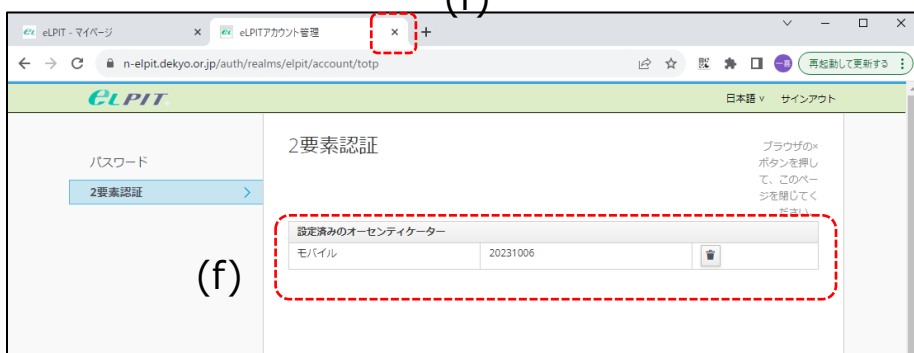 eLPIT - マイページ × eLPITアカウント管理 × +
n-elpit.dekyo.or.jp/auth/realms/elpit/account/totp 再起動して更新する
eLPIT 日本語 サインアウト
パスワード
2要素認証
2要素認証
ブラウザの×
ボタンを押し
て、このペー
ジを閉じてく
ださい
設定済みのオーセンティケーター
モバイル 20231006
(f)